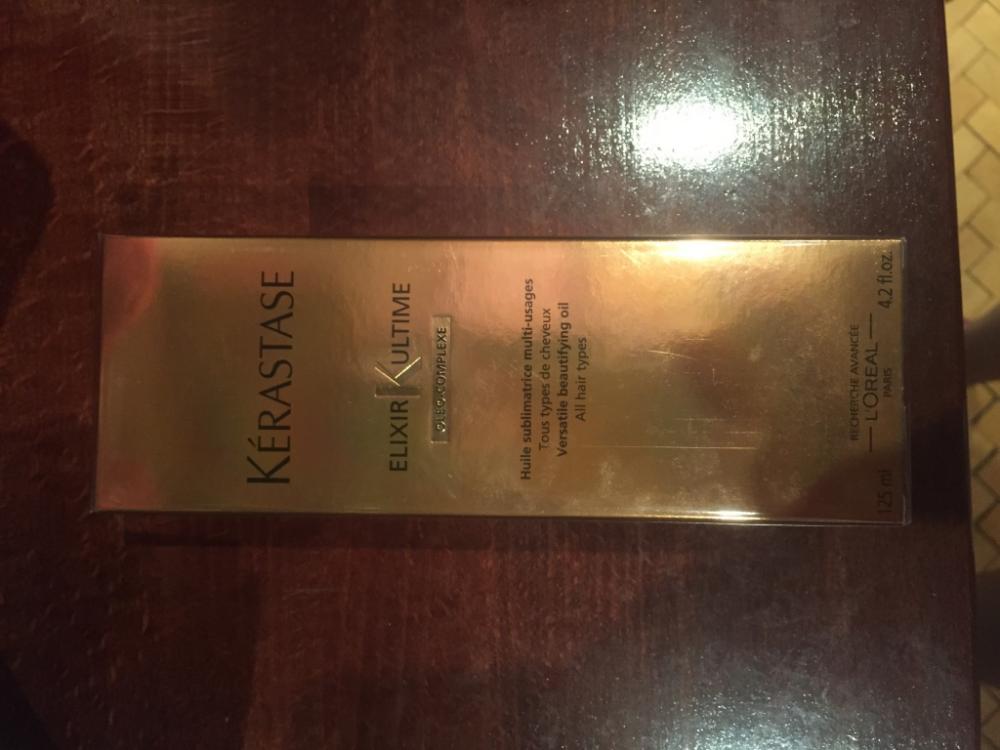 KÉRASTASE
ELIXIR K ULTIME
OLÉO.COMPLEXE
Huile sublimatrice multi-usages
Tous types de cheveux
Versatile beautifying oil
All hair types
RECHERCHE AVANCÉE
L'ORÉAL
PARIS
125 ml 4.2 fl.oz.